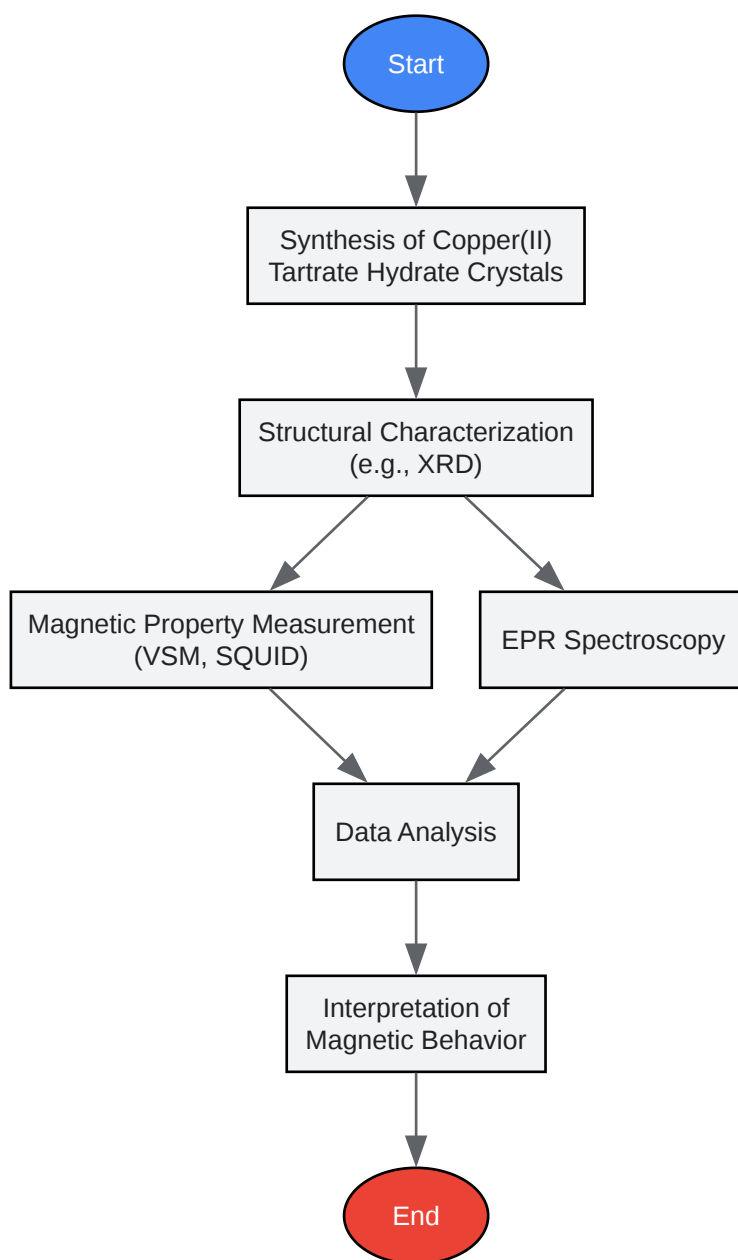 Start
Synthesis of Copper(II)
Tartrate Hydrate Crystals
Structural Characterization
(e.g., XRD)
Magnetic Property Measurement
(VSM, SQUID)
EPR Spectroscopy
Data Analysis
Interpretation of
Magnetic Behavior
End